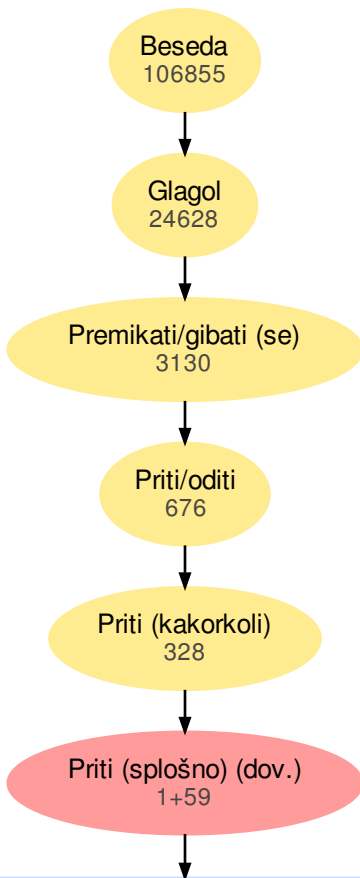 Beseda
106855
Glagol
24628
Premikati/gibati (se)
3130
Priti/oditi
676
Priti (kakorkoli)
328
Priti (splošno) (dov.)
1+59